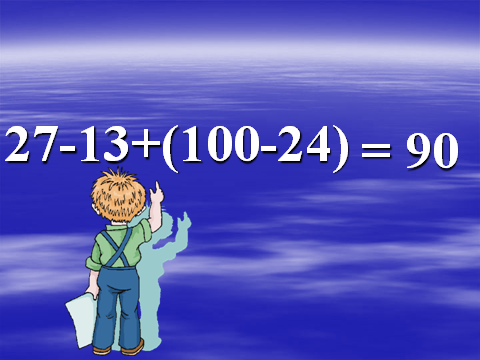 27-13+(100-24) = 90